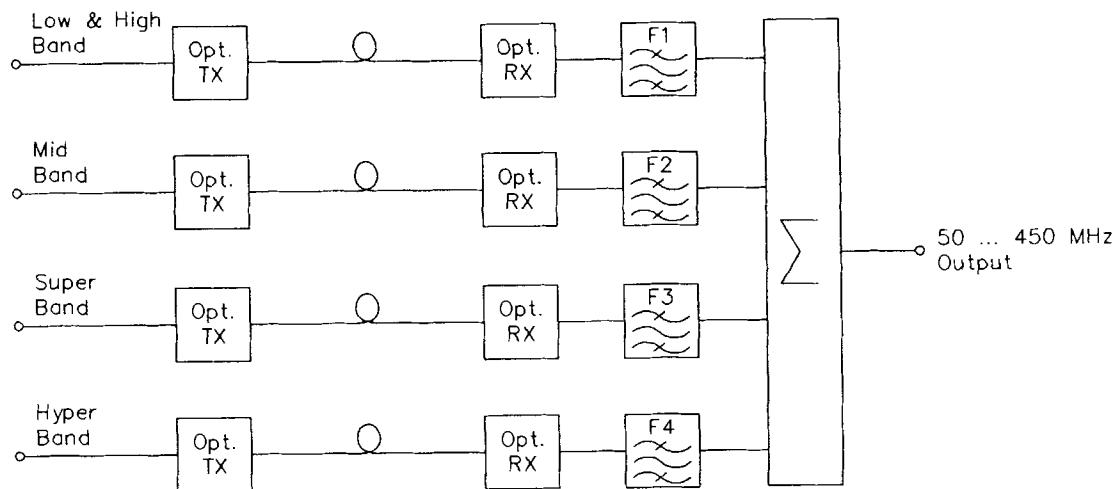 Low & High
Band
Opt.
TX
Opt.
RX
F1
Mid
Band
Opt.
TX
Opt.
RX
F2
Super
Band
Opt.
TX
Opt.
RX
F3
Hyper
Band
Opt.
TX
Opt.
RX
F4
Σ
50 ... 450 MHz
Output